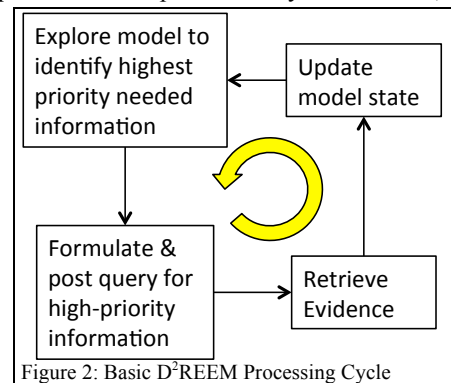 Explore model to
identify highest
priority needed
information
Update
model state
Formulate &
post query for
high-priority
information
Retrieve
Evidence
Figure 2: Basic D²REEM Processing Cycle